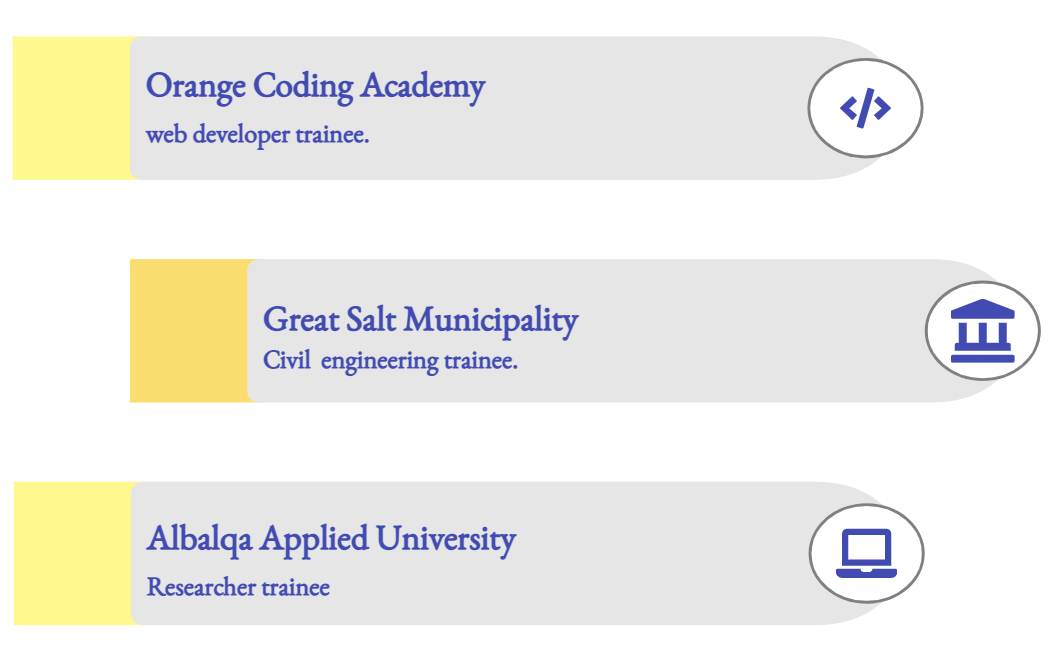 Orange Coding Academy
web developer trainee.
Great Salt Municipality
Civil  engineering trainee.
Albalqa Applied University
Researcher trainee